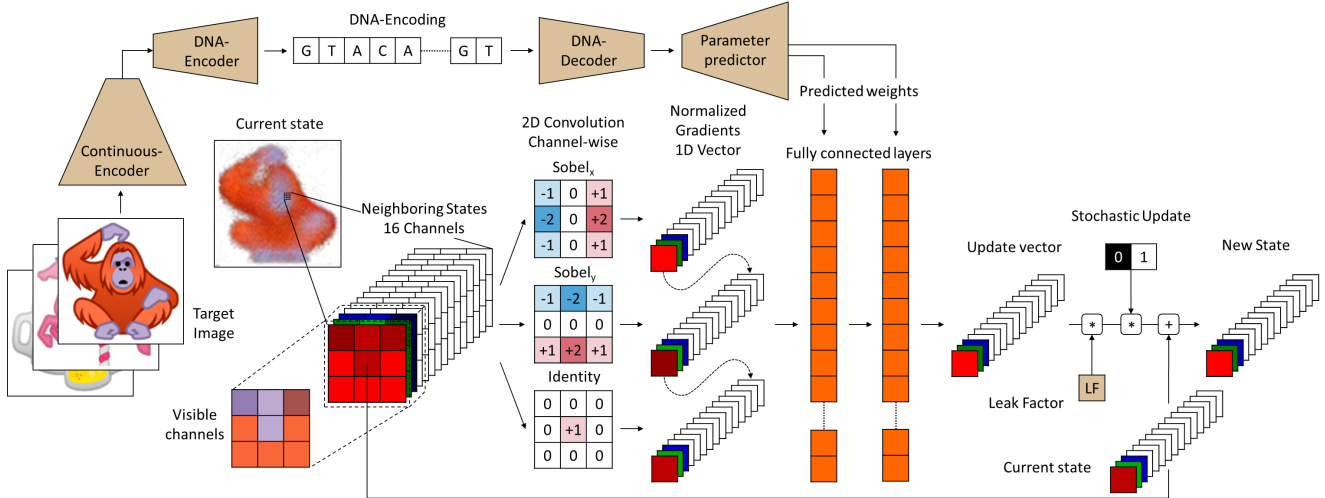 DNA-Encoding
DNA-
Encoder
G T A C A G T
DNA-
Decoder
Parameter
predictor
Predicted weights
Continuous-
Encoder
Target
Image
Current state
Neighboring States
16 Channels
Visible
channels
2D Convolution
Channel-wise
Sobelx
-1 0 +1
-2 0 +2
-1 0 +1
Sobely
-1 -2 -1
0 0 0
+1 +2 +1
Identity
0 0 0
0 +1 0
0 0 0
Normalized
Gradients
1D Vector
Fully connected layers
Update vector
Stochastic Update
0 1
* * +
LF
Leak Factor
New State
Current state